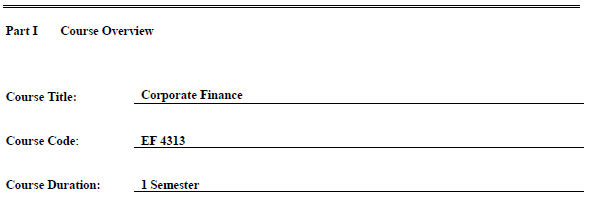 Part I Course Overview
Course Title: Corporate Finance
Course Code: EF 4313
Course Duration: 1 Semester